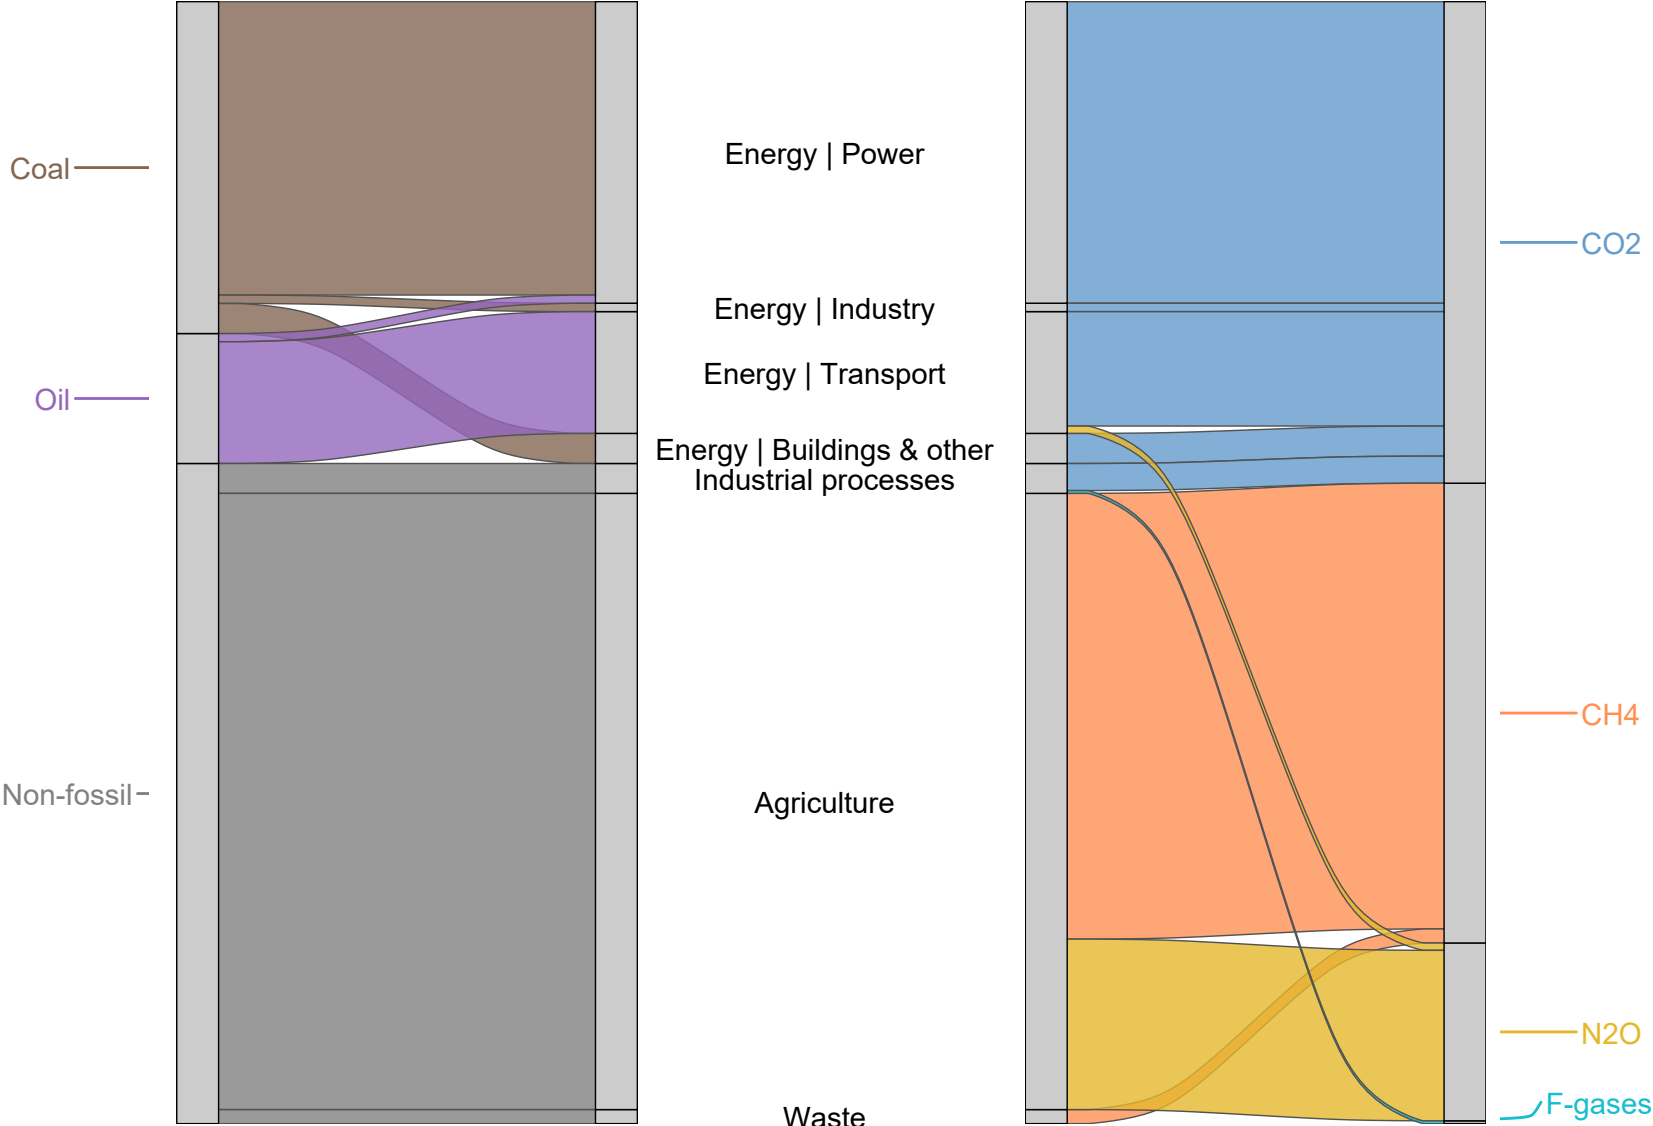 Energy | Power
Coal
CO2
Energy | Industry
Energy | Transport
Oil
Energy | Buildings & other
Industrial processes
CH4
Non-fossil
Agriculture
N2O
F-gases
Waste